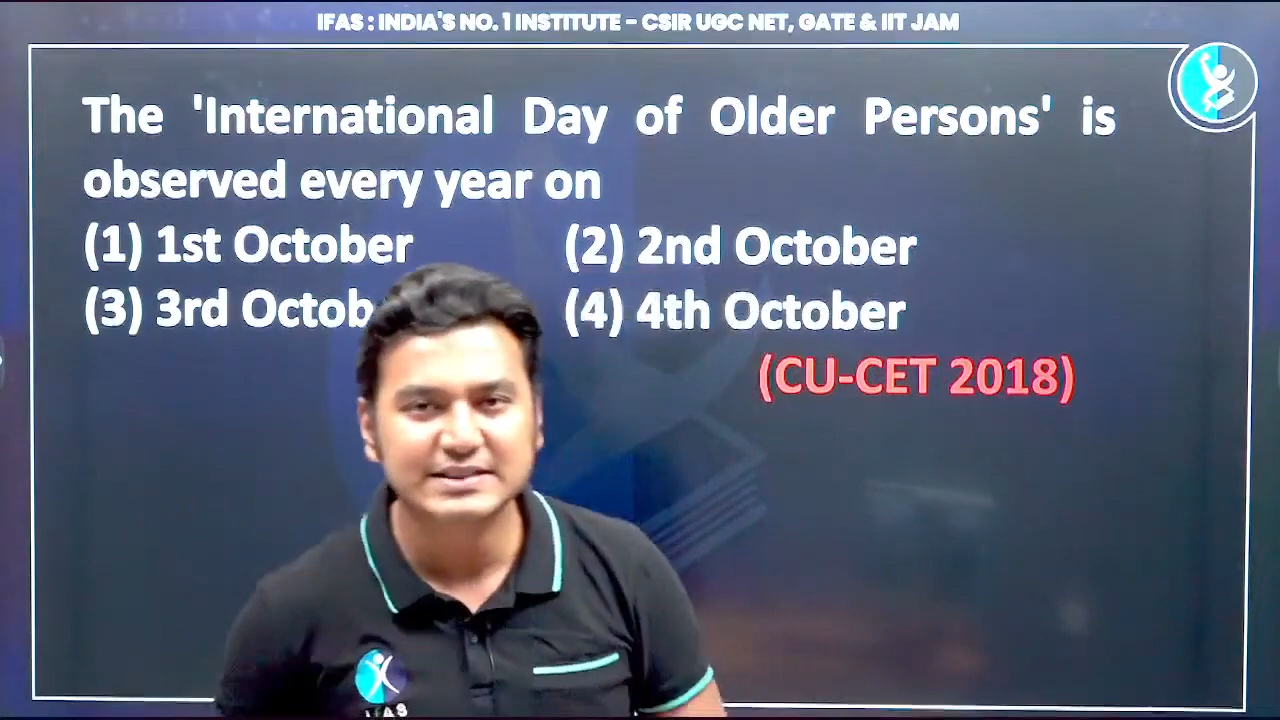 IFAS : INDIA'S NO. 1 INSTITUTE - CSIR UGC NET, GATE & IIT JAM
The 'International Day of Older Persons' is
observed every year on
(1) 1st October (2) 2nd October
(3) 3rd Octob (4) 4th October
(CU-CET 2018)
IFAS